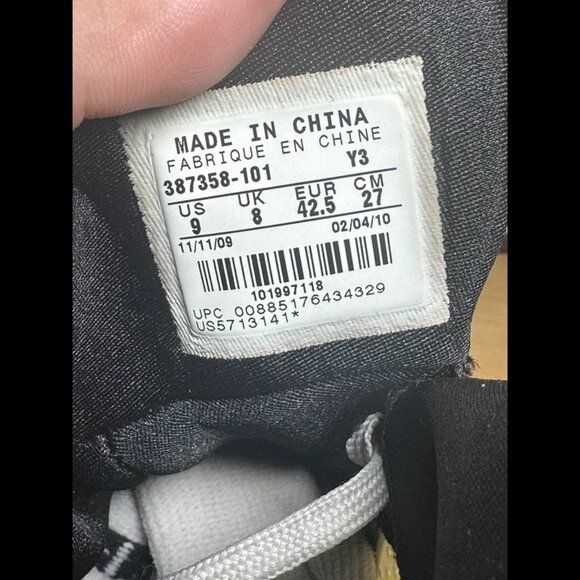 MADE IN CHINA
FABRIQUE EN CHINE
387358-101 Y3
US UK EUR CM
9 8 42.5 27
11/11/09 02/04/10
101997118
UPC 00885176434329
US5713141*